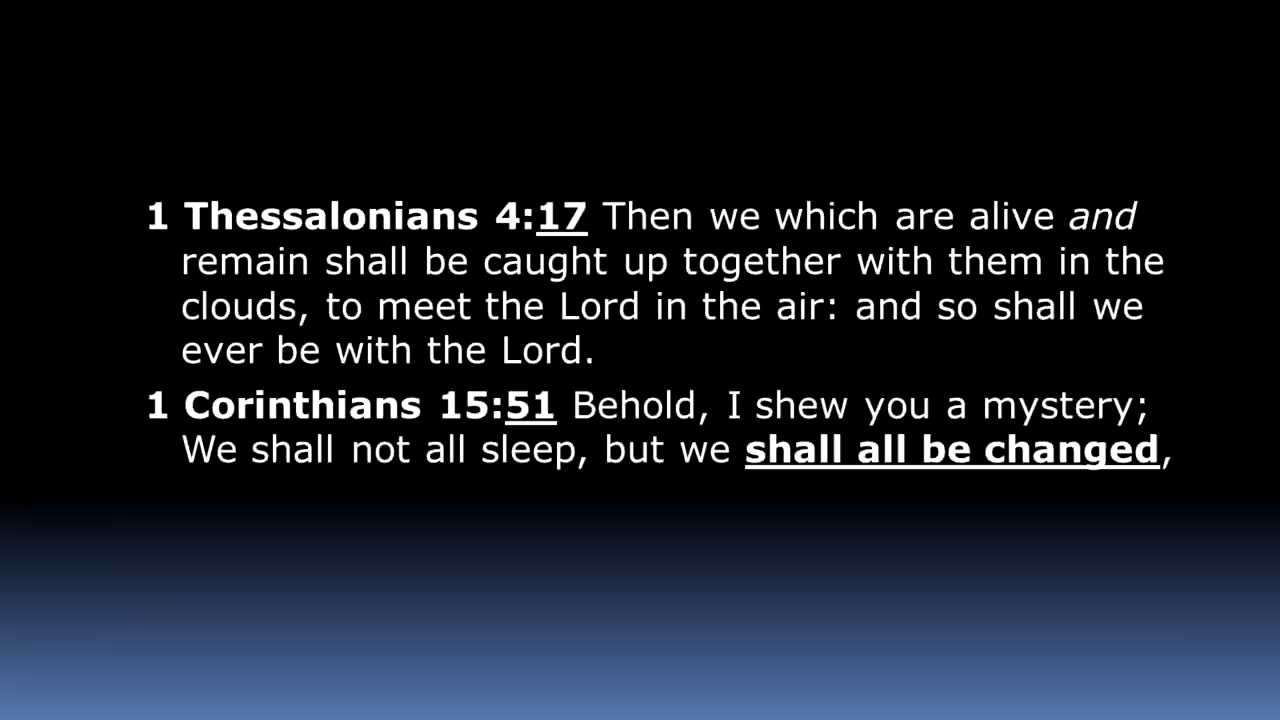 1 Thessalonians 4:17 Then we which are alive and
remain shall be caught up together with them in the
clouds, to meet the Lord in the air: and so shall we
ever be with the Lord.
1 Corinthians 15:51 Behold, I shew you a mystery;
We shall not all sleep, but we shall all be changed,